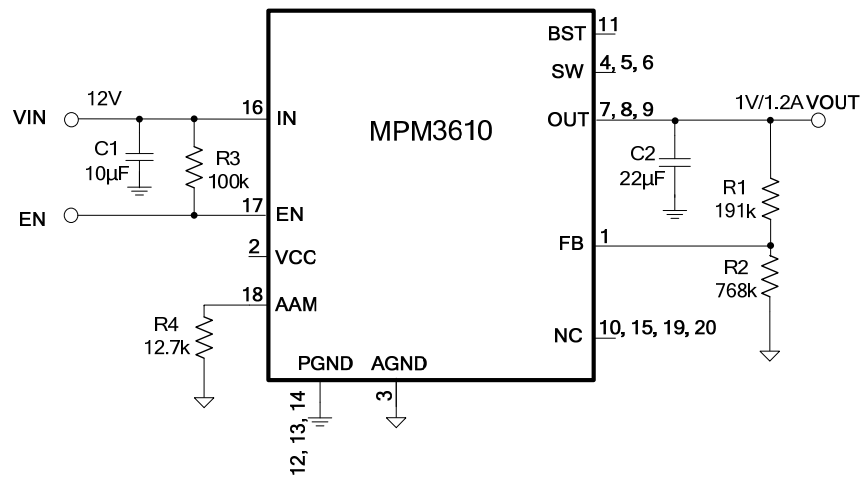 BST
11
SW
4, 5, 6
VIN
12V
16
IN
MPM3610
OUT
7, 8, 9
1V/1.2A VOUT
C1
10µF
R3
100k
C2
22µF
R1
191k
EN
17
EN
FB
1
2
VCC
R2
768k
18
AAM
R4
12.7k
NC
10, 15, 19, 20
PGND
AGND
12, 13, 14
3